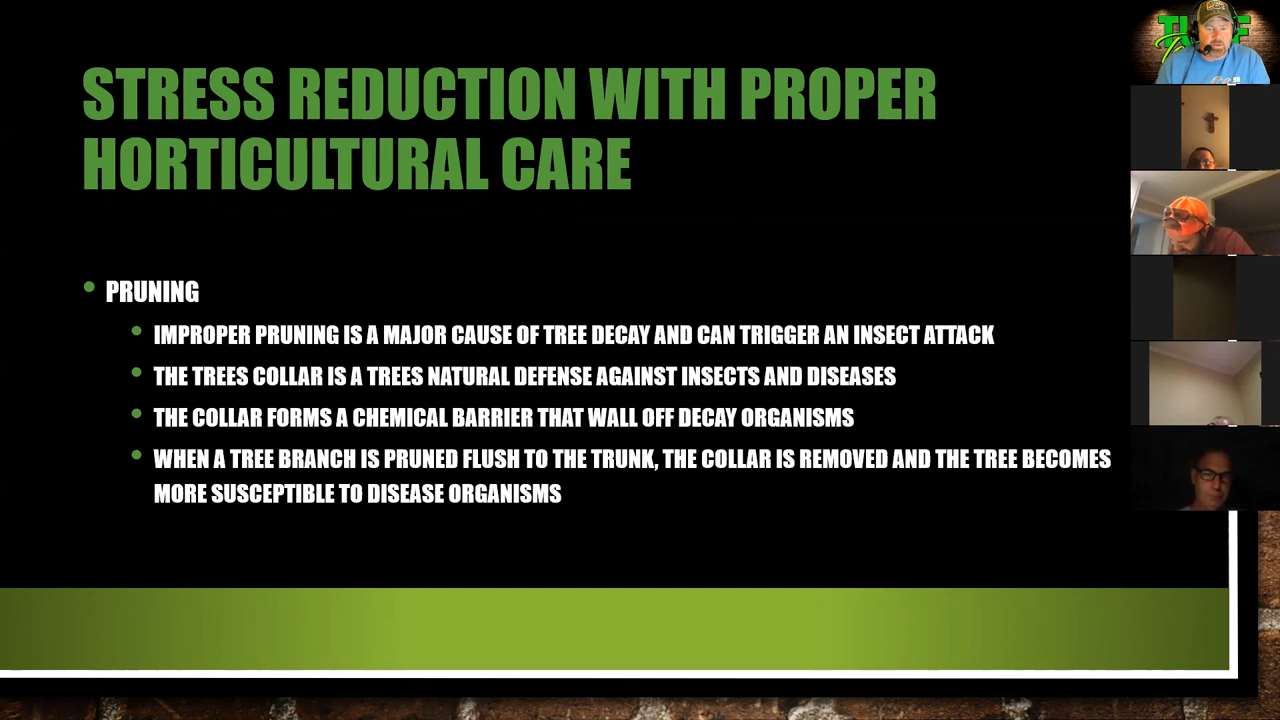 STRESS REDUCTION WITH PROPER
HORTICULTURAL CARE
PRUNING
IMPROPER PRUNING IS A MAJOR CAUSE OF TREE DECAY AND CAN TRIGGER AN INSECT ATTACK
THE TREES COLLAR IS A TREES NATURAL DEFENSE AGAINST INSECTS AND DISEASES
THE COLLAR FORMS A CHEMICAL BARRIER THAT WALL OFF DECAY ORGANISMS
WHEN A TREE BRANCH IS PRUNED FLUSH TO THE TRUNK, THE COLLAR IS REMOVED AND THE TREE BECOMES
MORE SUSCEPTIBLE TO DISEASE ORGANISMS